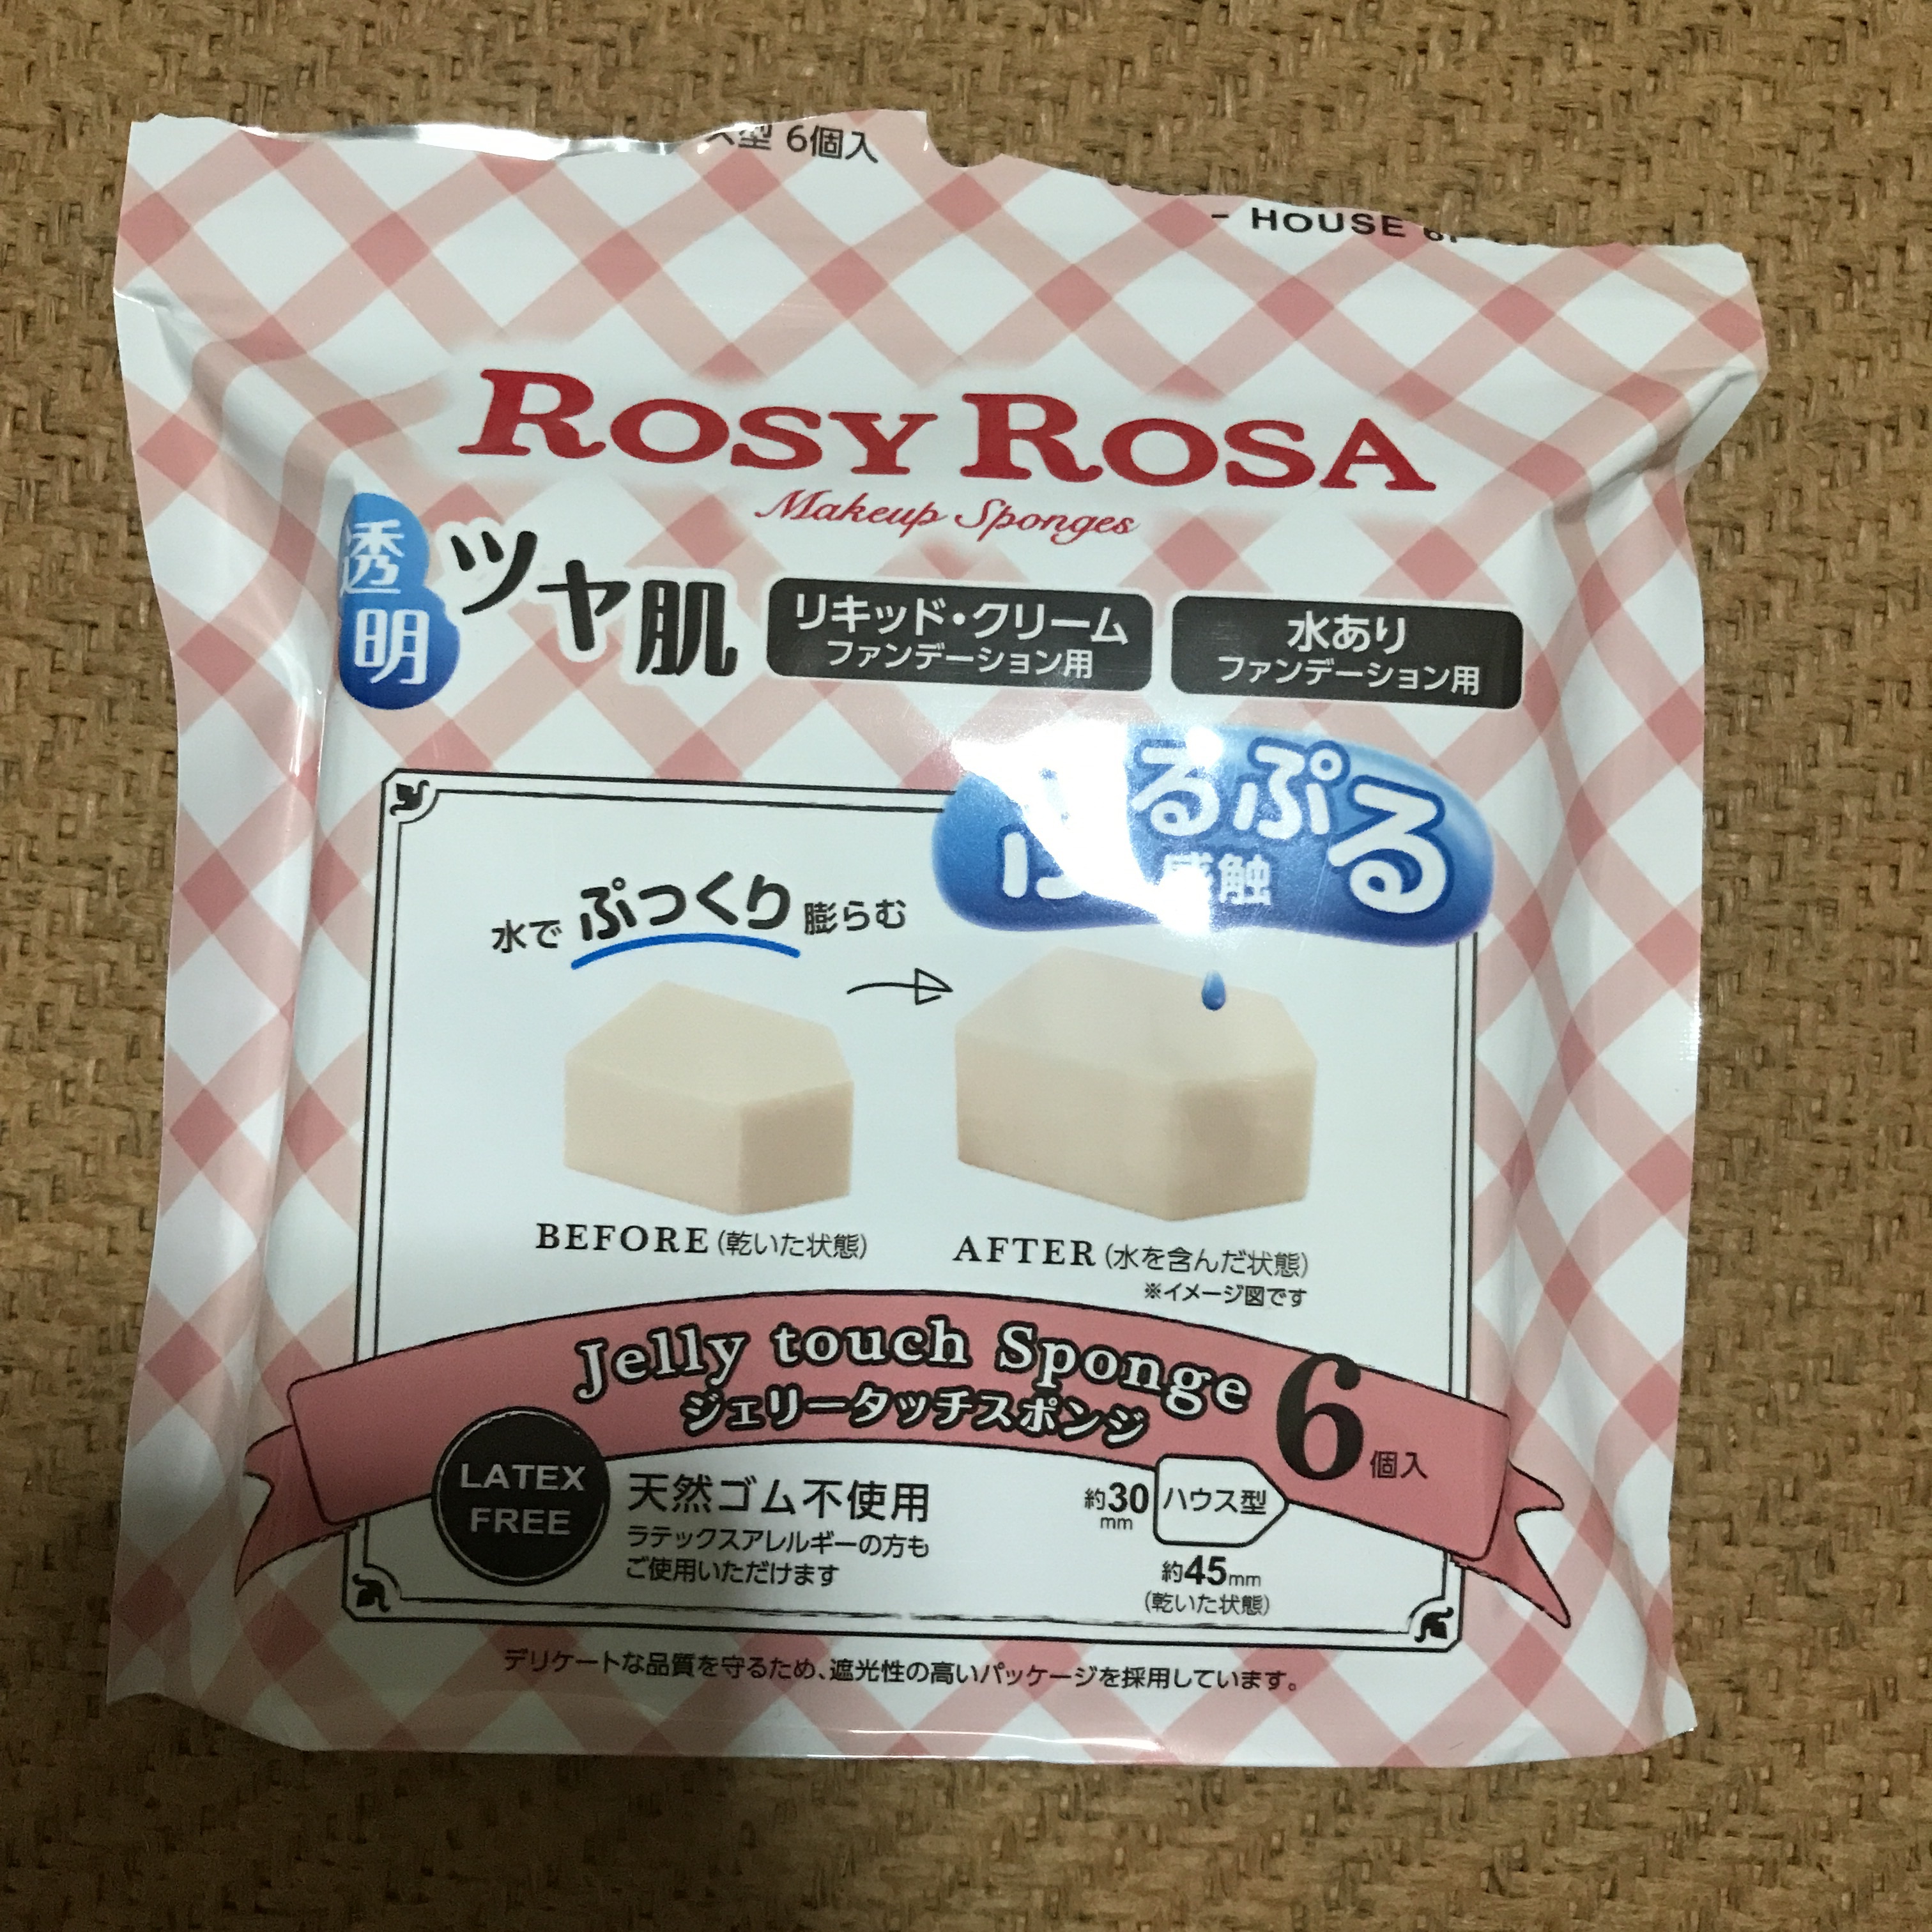 型 6個入
- HOUSE
ROSY ROSA
Makeup Sponges
透明
ツヤ肌
リキッド・クリーム
ファンデーション用
水あり
ファンデーション用
るぷる
感触
水でぷっくり膨らむ
BEFORE(乾いた状態)
AFTER(水を含んだ状態)
※イメージ図です
Jelly touch Sponge
ジェリータッチスポンジ
6個入
LATEX
FREE
天然ゴム不使用
ラテックスアレルギーの方も
ご使用いただけます
約30mm
ハウス型
約45mm
(乾いた状態)
デリケートな品質を守るため、遮光性の高いパッケージを採用しています。